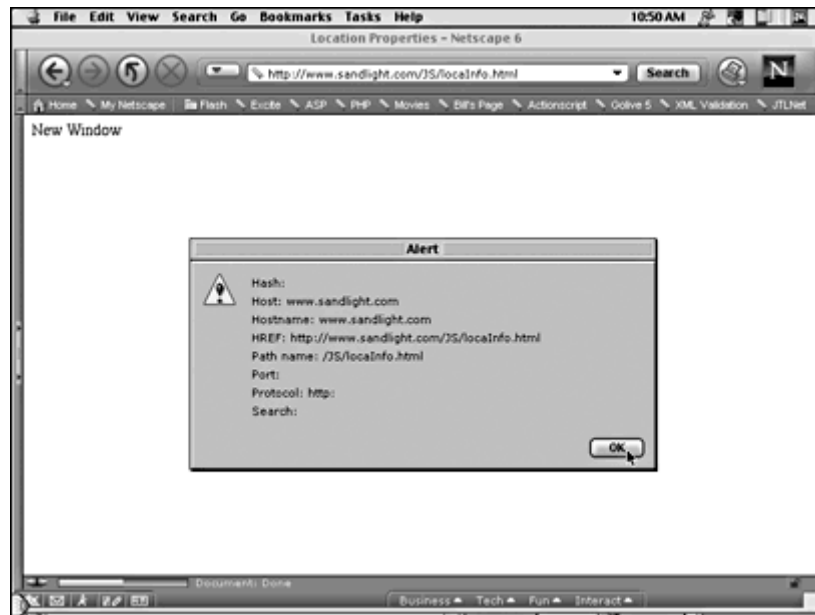 File Edit View Search Go Bookmarks Tasks Help 10:50 AM
Location Properties - Netscape 6
http://www.sandlight.com/JS/locaInfo.html Search N
Home My Netscape Flash Excite ASP PHP Movies Bill's Page Actionscript Golive 5 XML Validation JTLNet
New Window
Alert
Hash:
Host: www.sandlight.com
Hostname: www.sandlight.com
HREF: http://www.sandlight.com/JS/locaInfo.html
Path name: /JS/locaInfo.html
Port:
Protocol: http:
Search:
OK
Document: Done
Business Tech Fun Interact